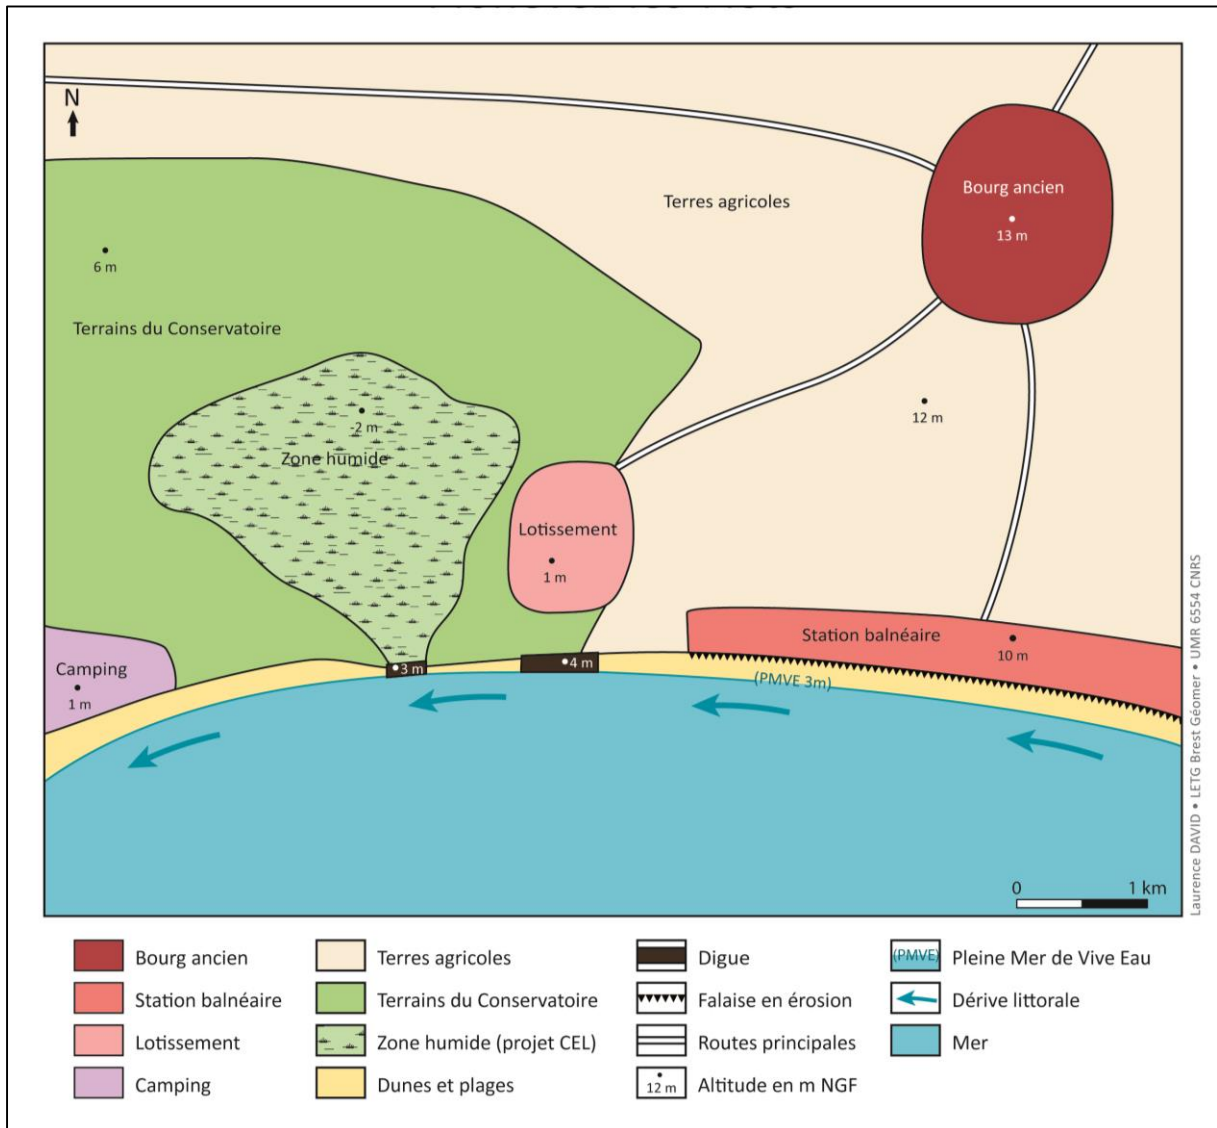 N
Bourg ancien
13 m
Terres agricoles
6 m
Terrains du Conservatoire
12 m
-2 m
Zone humide
Lotissement
1 m
Station balnéaire
10 m
Camping
1 m
3 m
4 m
(PMVE 3m)
0 1 km
Laurence DAVID • LETG Brest Géomer • UMR 6554 CNRS
Bourg ancien
Terres agricoles
Digue
(PMVE) Pleine Mer de Vive Eau
Station balnéaire
Terrains du Conservatoire
Falaise en érosion
Dérive littorale
Lotissement
Zone humide (projet CEL)
Routes principales
Mer
Camping
Dunes et plages
12 m Altitude en m NGF